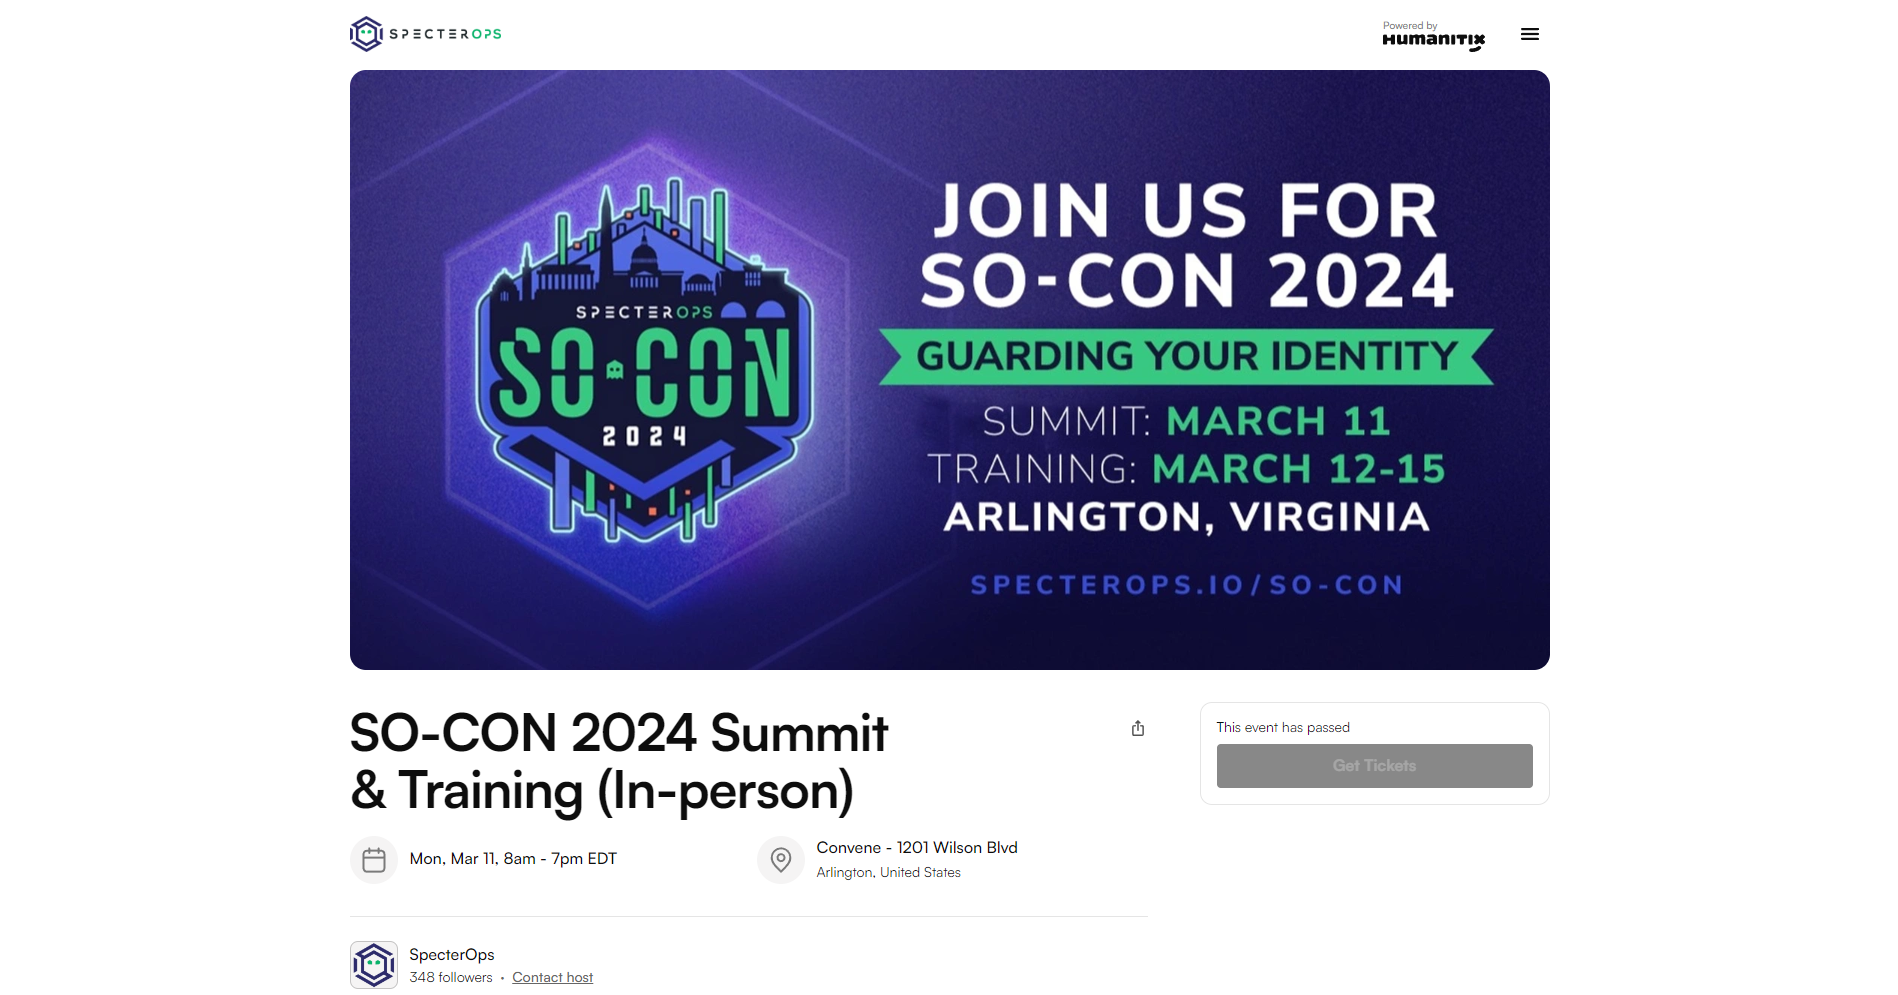 SPECTEROPS
Powered by
Humanitix
SPECTEROPS
SO-CON
2024
JOIN US FOR
SO-CON 2024
GUARDING YOUR IDENTITY
SUMMIT: MARCH 11
TRAINING: MARCH 12-15
ARLINGTON, VIRGINIA
SPECTEROPS.IO/SO-CON
SO-CON 2024 Summit
& Training (In-person)
This event has passed
Get Tickets
Mon, Mar 11, 8am - 7pm EDT
Convene - 1201 Wilson Blvd
Arlington, United States
SpecterOps
348 followers · Contact host